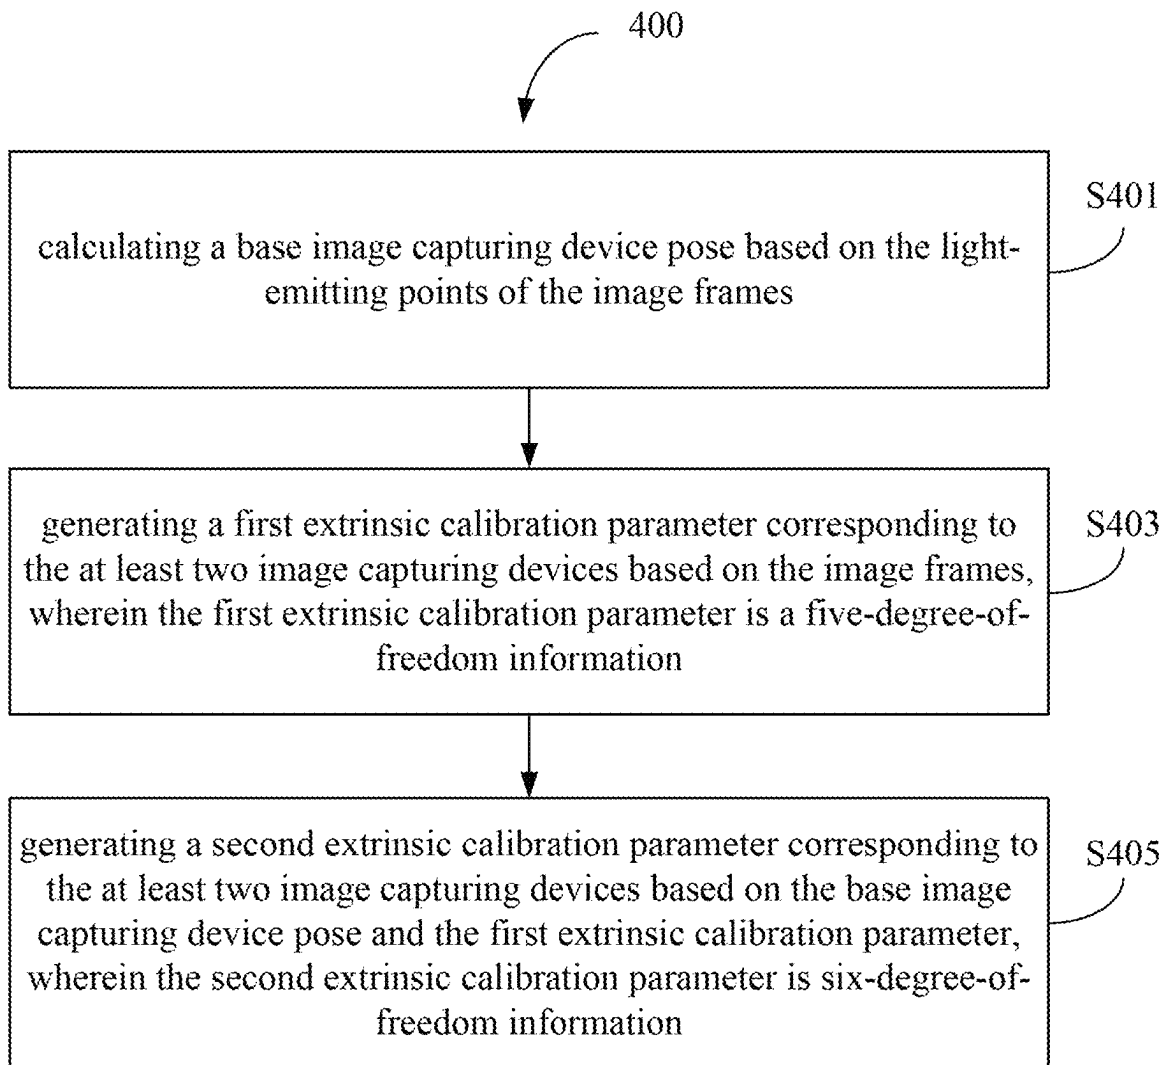 400
S401
calculating a base image capturing device pose based on the light-
emitting points of the image frames
S403
generating a first extrinsic calibration parameter corresponding to
the at least two image capturing devices based on the image frames,
wherein the first extrinsic calibration parameter is a five-degree-of-
freedom information
S405
generating a second extrinsic calibration parameter corresponding to
the at least two image capturing devices based on the base image
capturing device pose and the first extrinsic calibration parameter,
wherein the second extrinsic calibration parameter is six-degree-of-
freedom information